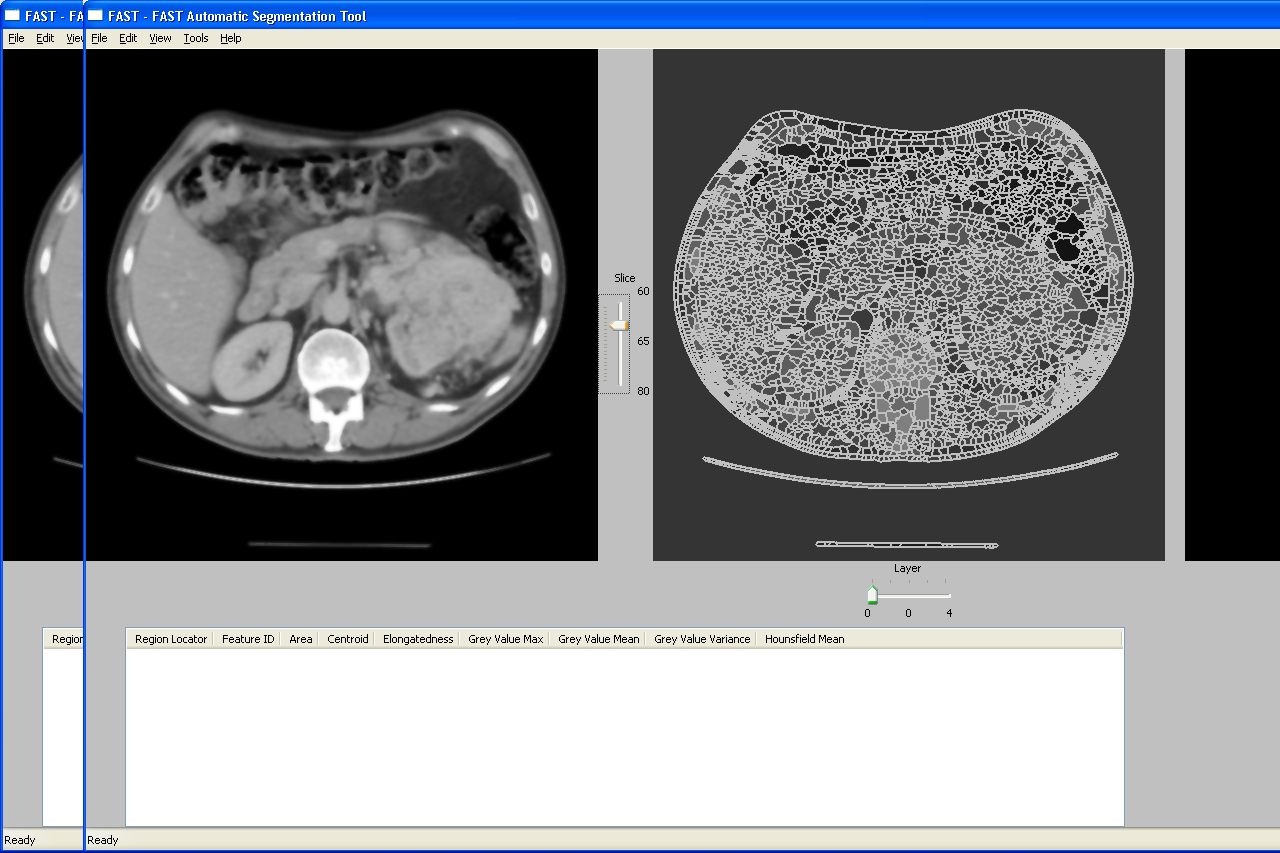 FAST - FA
FAST - FAST Automatic Segmentation Tool
File Edit View
File Edit View Tools Help
Slice
60
65
80
Layer
0 0 4
Region
Region Locator Feature ID Area Centroid Elongatedness Grey Value Max Grey Value Mean Grey Value Variance Hounsfield Mean
Ready
Ready